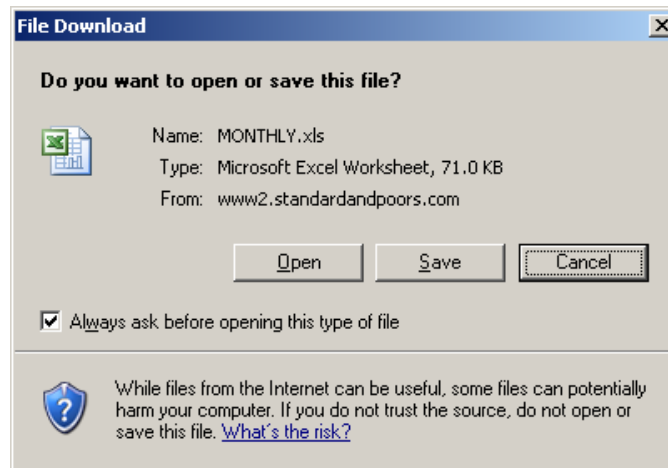 File Download
Do you want to open or save this file?
Name: MONTHLY.xls
Type: Microsoft Excel Worksheet, 71.0 KB
From: www2.standardandpoors.com
Open Save Cancel
Always ask before opening this type of file
While files from the Internet can be useful, some files can potentially
harm your computer. If you do not trust the source, do not open or
save this file. What's the risk?